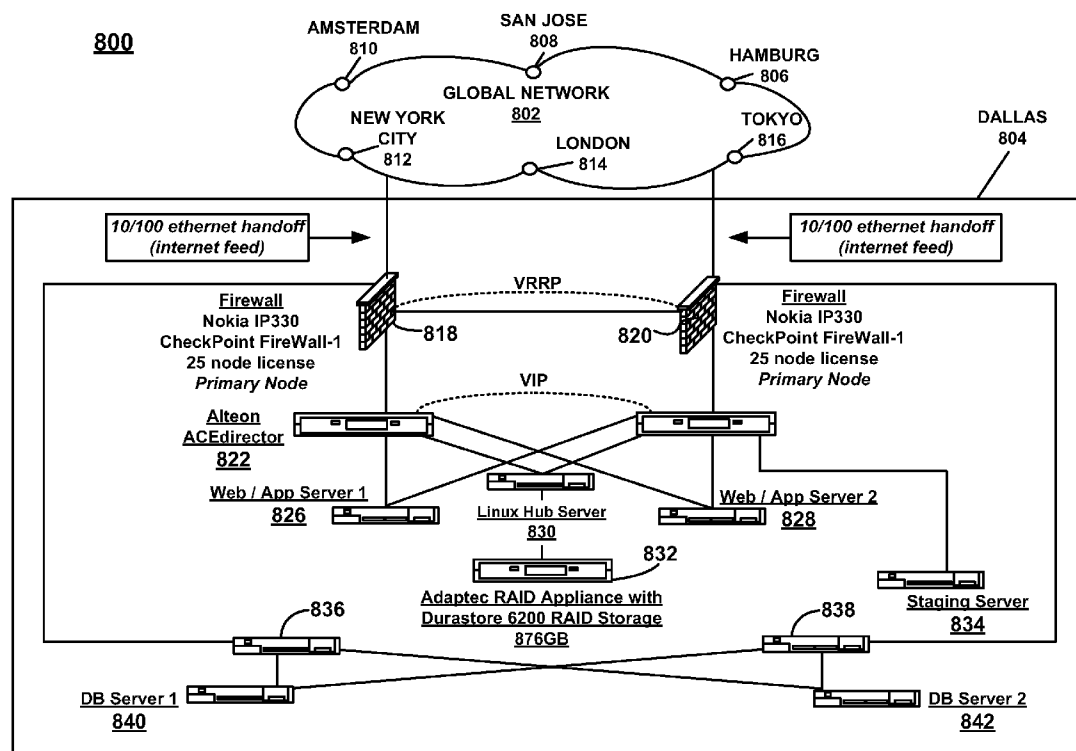 800
AMSTERDAM
810
SAN JOSE
808
HAMBURG
806
GLOBAL NETWORK
802
NEW YORK
CITY
812
LONDON
814
TOKYO
816
DALLAS
804
10/100 ethernet handoff
(internet feed)
10/100 ethernet handoff
(internet feed)
VRRP
Firewall
Nokia IP330
CheckPoint FireWall-1
25 node license
Primary Node
818
820
Firewall
Nokia IP330
CheckPoint FireWall-1
25 node license
Primary Node
VIP
Alteon
ACEdirector
822
Web / App Server 1
826
Linux Hub Server
830
Web / App Server 2
828
832
Adaptec RAID Appliance with
Durastore 6200 RAID Storage
876GB
Staging Server
834
836
838
DB Server 1
840
DB Server 2
842